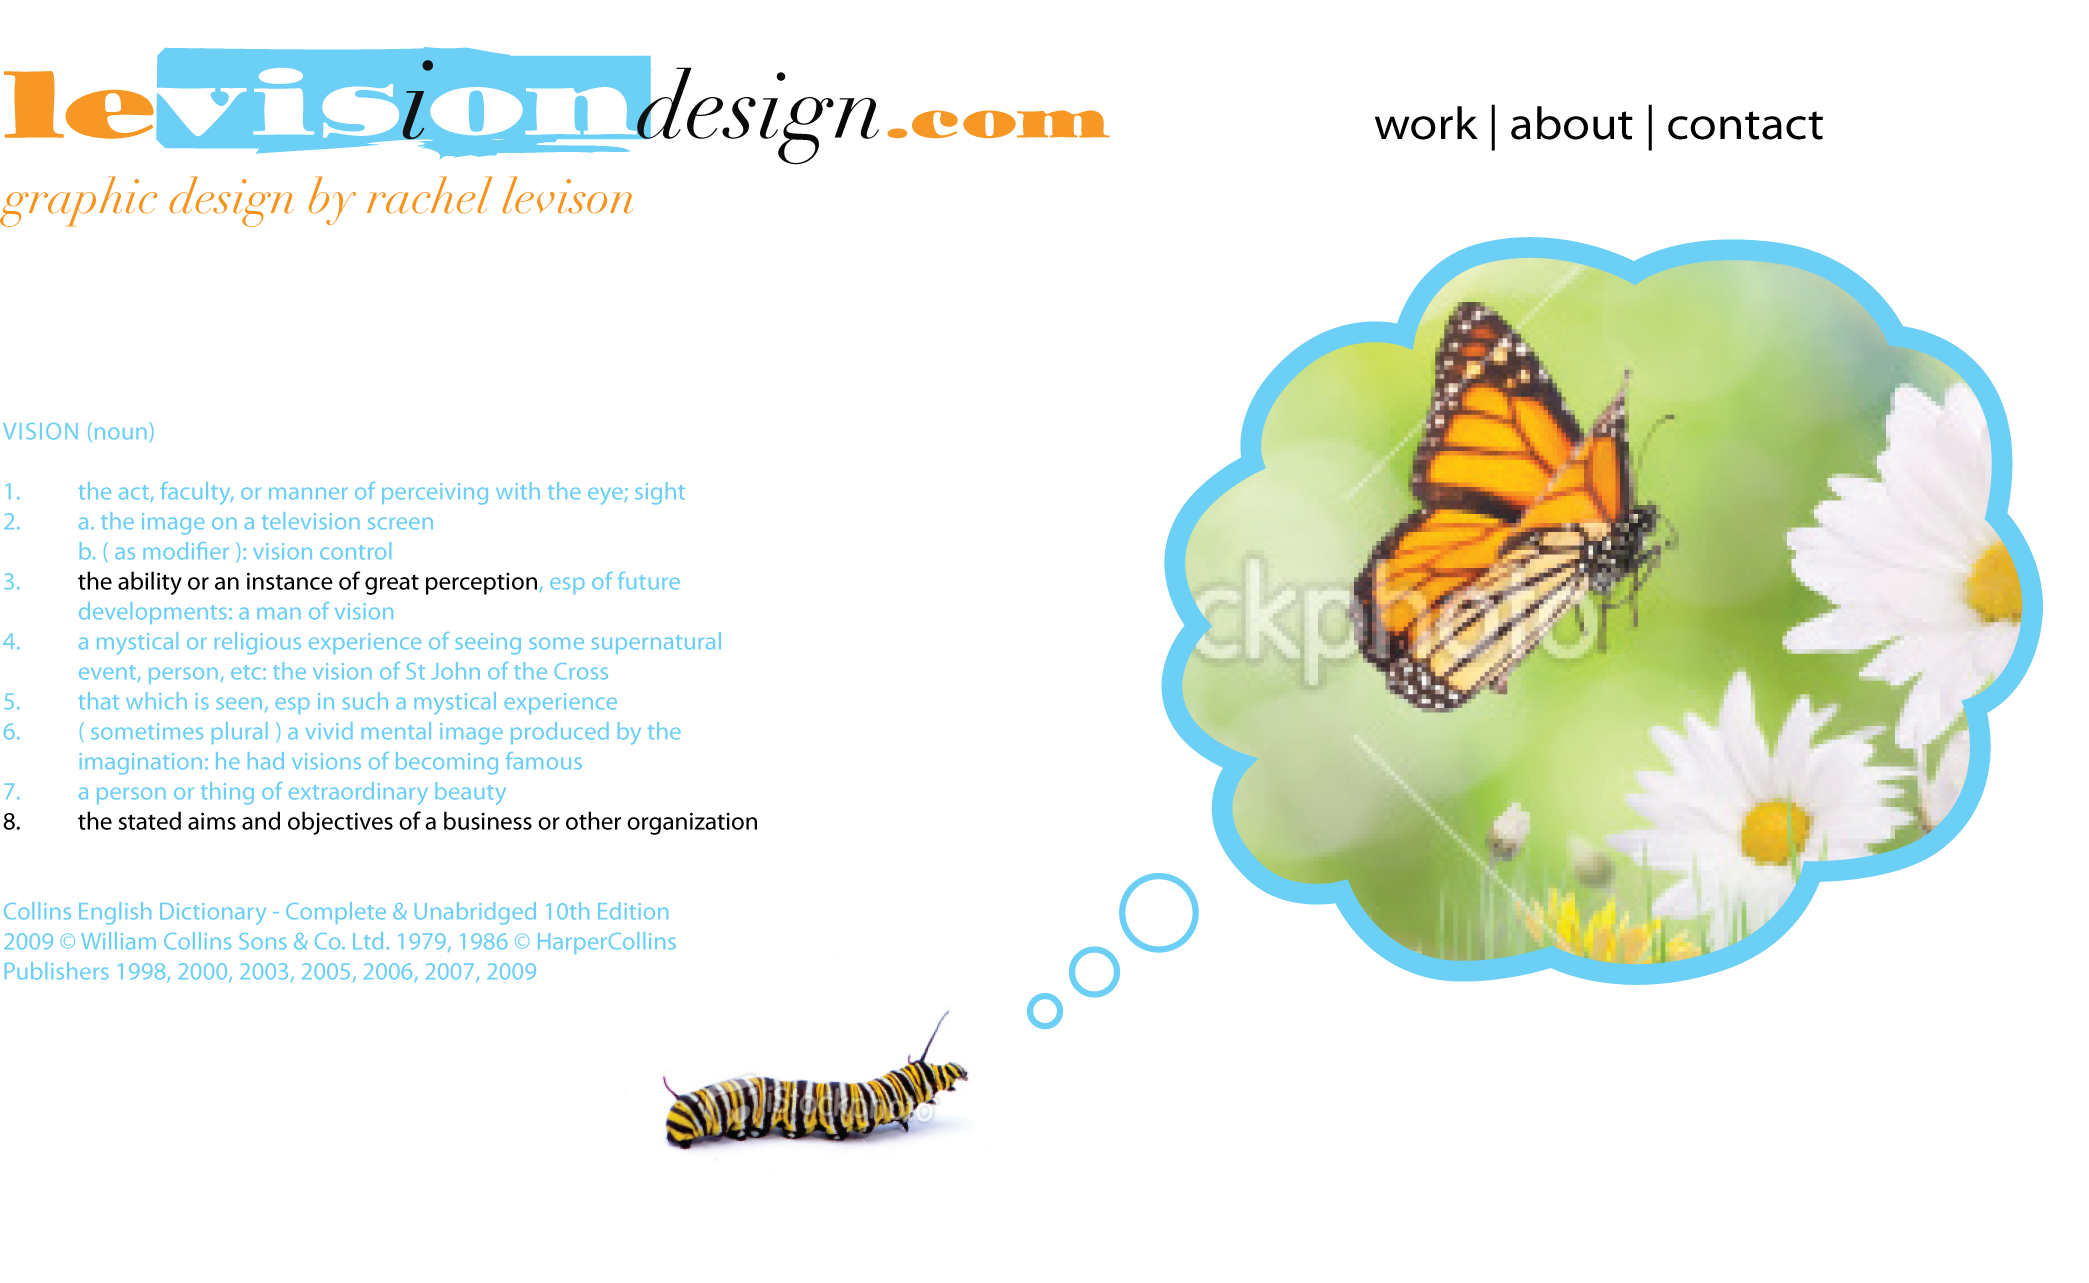 levisiondesign.com
work | about | contact
graphic design by rachel levison
VISION (noun)
1. the act, faculty, or manner of perceiving with the eye; sight
2. a. the image on a television screen
b. ( as modifier ): vision control
3. the ability or an instance of great perception, esp of future
developments: a man of vision
4. a mystical or religious experience of seeing some supernatural
event, person, etc: the vision of St John of the Cross
5. that which is seen, esp in such a mystical experience
6. ( sometimes plural ) a vivid mental image produced by the
imagination: he had visions of becoming famous
7. a person or thing of extraordinary beauty
8. the stated aims and objectives of a business or other organization
Collins English Dictionary - Complete & Unabridged 10th Edition
2009 © William Collins Sons & Co. Ltd. 1979, 1986 © HarperCollins
Publishers 1998, 2000, 2003, 2005, 2006, 2007, 2009
ckphoto
iStockphoto